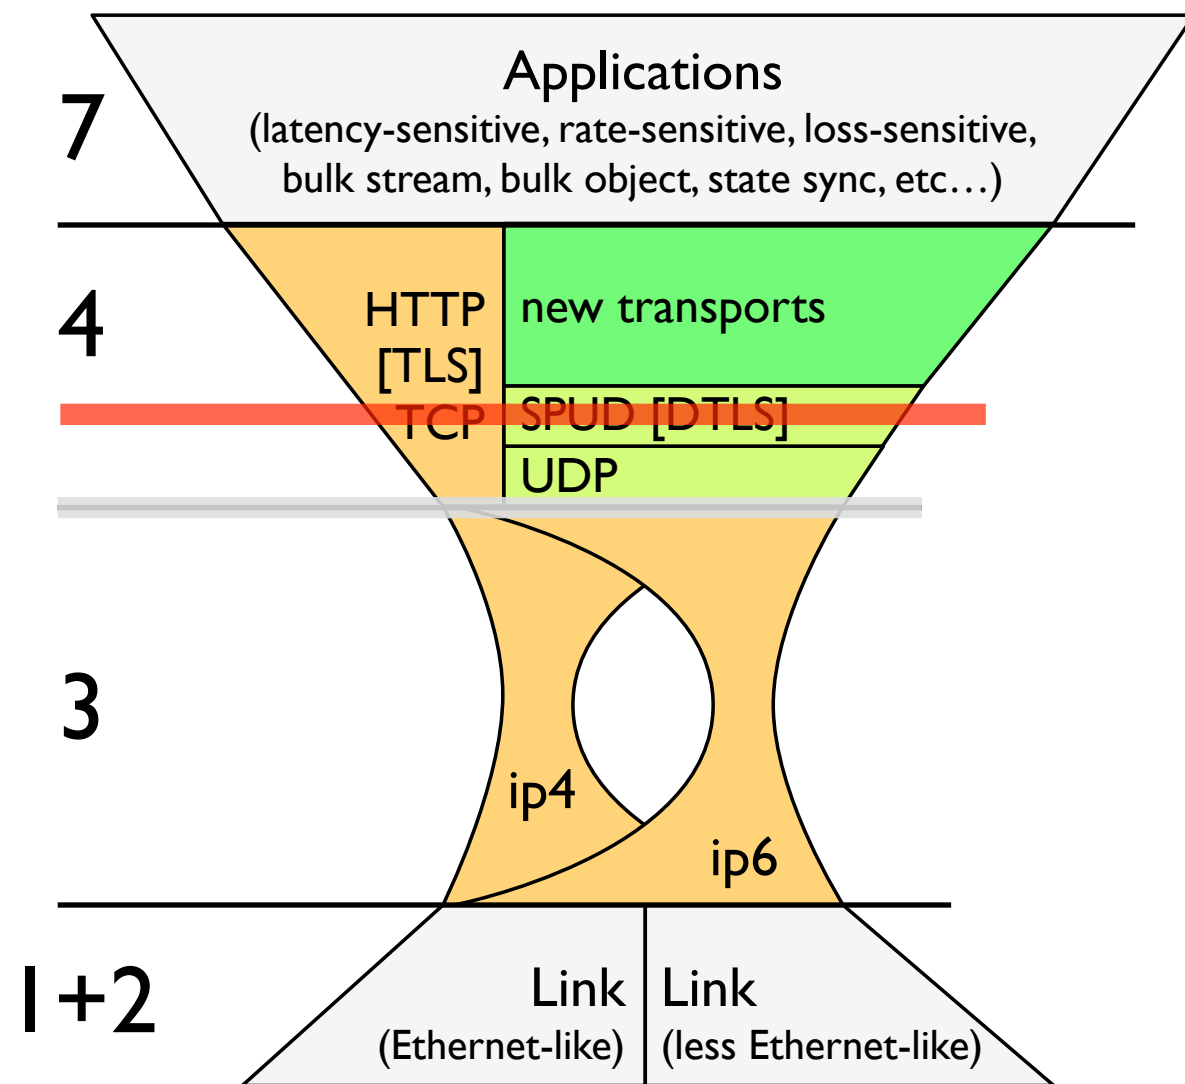 Applications
7
(latency-sensitive, rate-sensitive, loss-sensitive,
bulk stream, bulk object, state sync, etc…)
4
HTTP
[TLS]
TCP
new transports
SPUD [DTLS]
UDP
3
ip4
ip6
1+2
Link
(Ethernet-like)
Link
(less Ethernet-like)